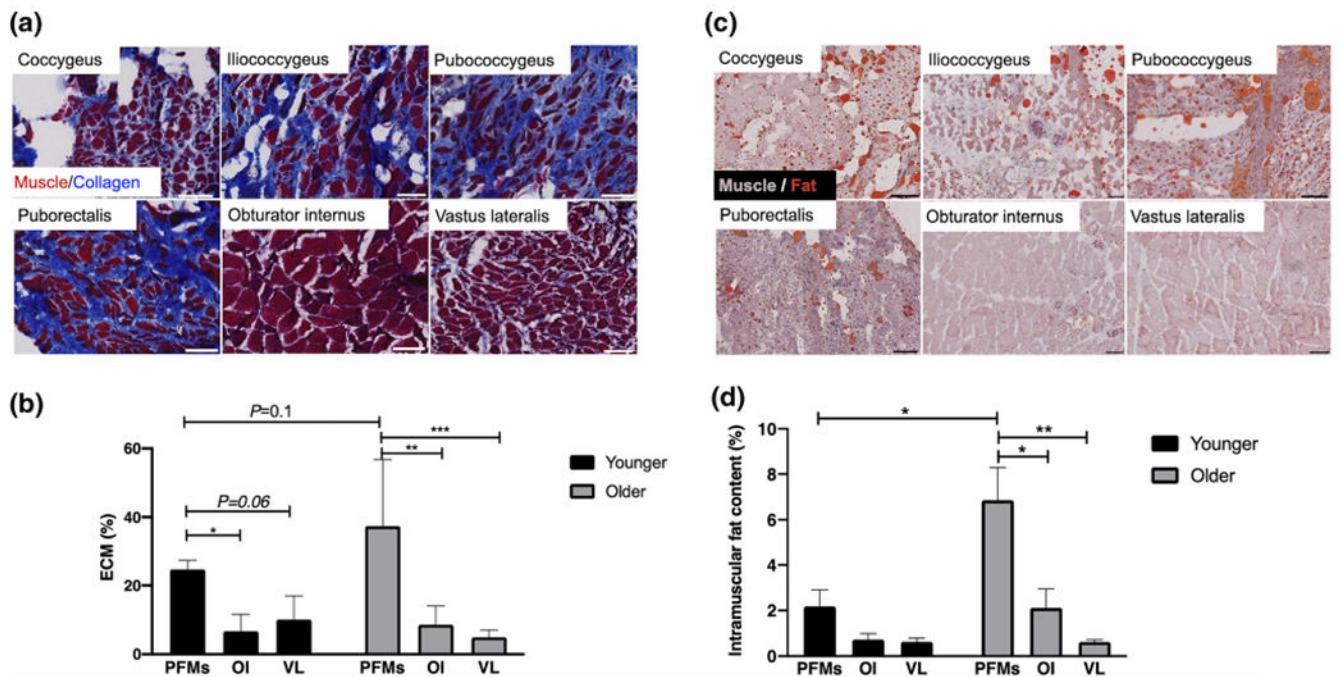 (a)
Coccygeus
Iliococcygeus
Pubococcygeus
Muscle/Collagen
Puborectalis
Obturator internus
Vastus lateralis
(b)
P=0.1
***
**
P=0.06
*
60
40
20
0
ECM (%)
PFMs OI VL PFMs OI VL
Younger
Older
(c)
Coccygeus
Iliococcygeus
Pubococcygeus
Muscle / Fat
Puborectalis
Obturator internus
Vastus lateralis
(d)
*
**
*
10
8
6
4
2
0
Intramuscular fat content (%)
PFMs OI VL PFMs OI VL
Younger
Older